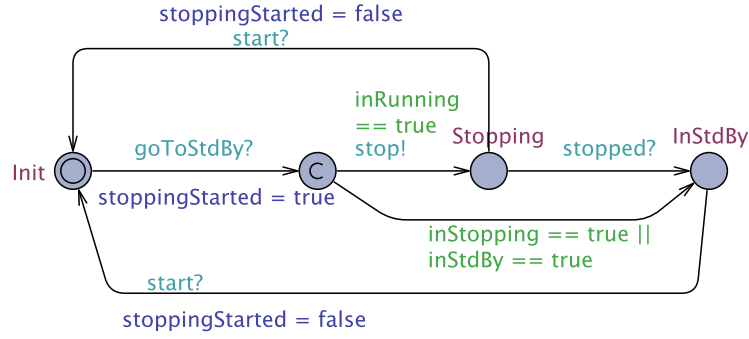 stoppingStarted = false
start?
inRunning
== true
goToStdBy?
stop!
Stopping
stopped?
InStdBy
Init
C
stoppingStarted = true
inStopping == true ||
inStdBy == true
start?
stoppingStarted = false